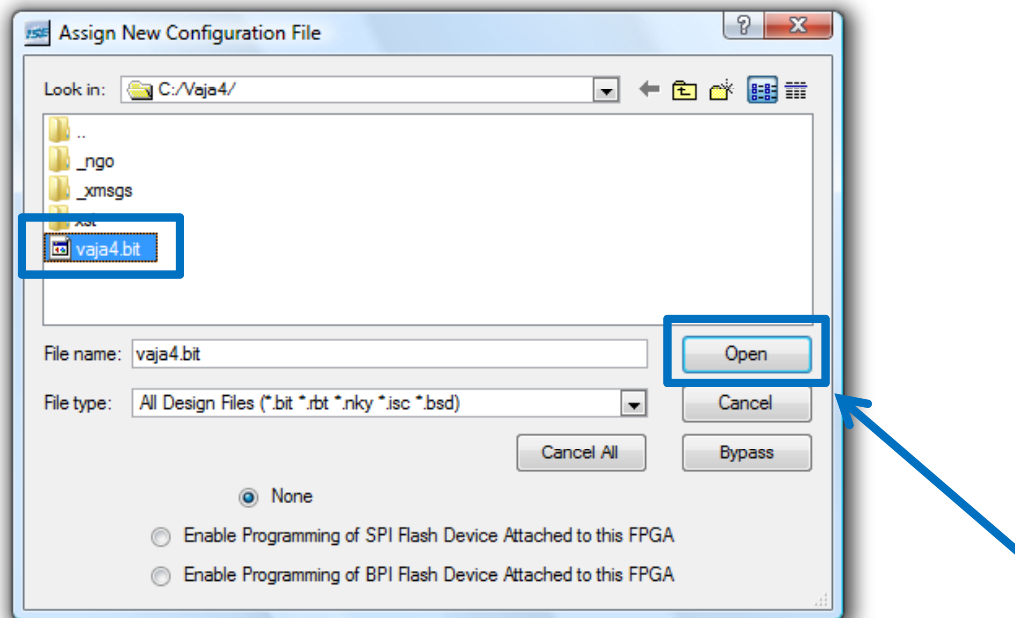 ISE Assign New Configuration File
Look in: C:/Vaja4/
..
_ngo
_xmsgs
xst
vaja4.bit
File name: vaja4.bit Open
File type: All Design Files (*.bit *.rbt *.nky *.isc *.bsd) Cancel
Cancel All Bypass
None
Enable Programming of SPI Flash Device Attached to this FPGA
Enable Programming of BPI Flash Device Attached to this FPGA